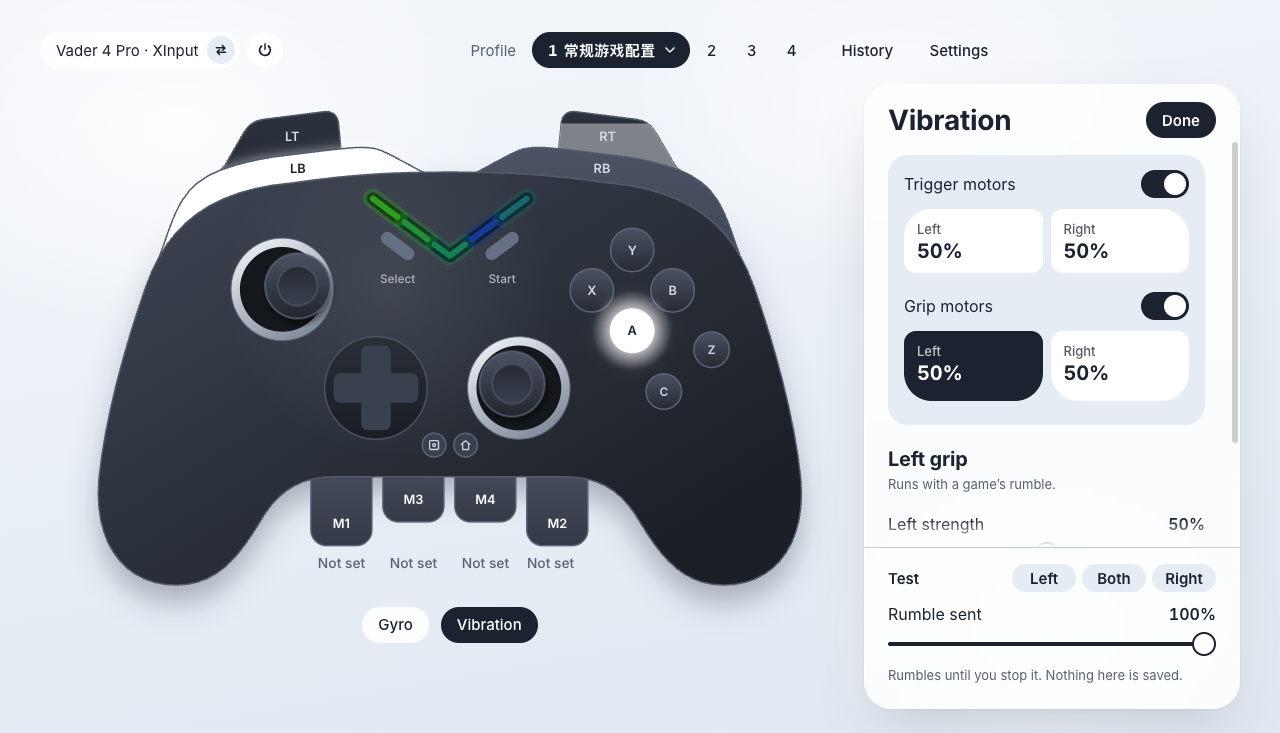 Vader 4 Pro · XInput
Profile
1 常规游戏配置
2
3
4
History
Settings
LT
RT
LB
RB
Select
Start
Y
X
B
A
Z
C
M1
M3
M4
M2
Not set
Not set
Not set
Not set
Gyro
Vibration
Vibration
Done
Trigger motors
Left
50%
Right
50%
Grip motors
Left
50%
Right
50%
Left grip
Runs with a game’s rumble.
Left strength
50%
Test
Left
Both
Right
Rumble sent
100%
Rumbles until you stop it. Nothing here is saved.